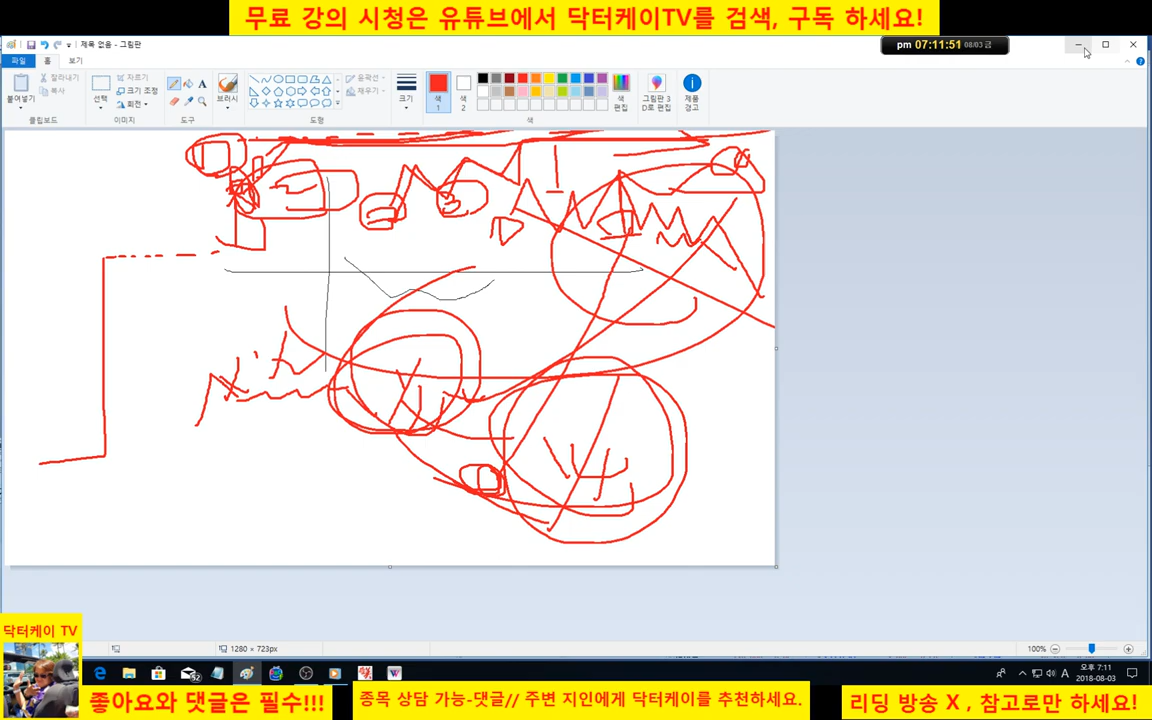 무료 강의 시청은 유튜브에서 닥터케이TV를 검색, 구독 하세요!
제목 없음 - 그림판
pm 07:11:51 08/03 금
파일 홈 보기
붙여넣기
잘라내기
복사
클립보드
선택
자르기
크기 조정
회전
이미지
A
도구
브러시
윤곽선
채우기
도형
크기
색 1
색 2
색 편집
그림판 3D로 편집
제품 경고
색
1280 × 723px
100%
닥터케이 TV
52
W
A
오후 7:11
2018-08-03
좋아요와 댓글은 필수!!!
종목 상담 가능-댓글// 주변 지인에게 닥터케이를 추천하세요.
리딩 방송 X , 참고로만 하세요!